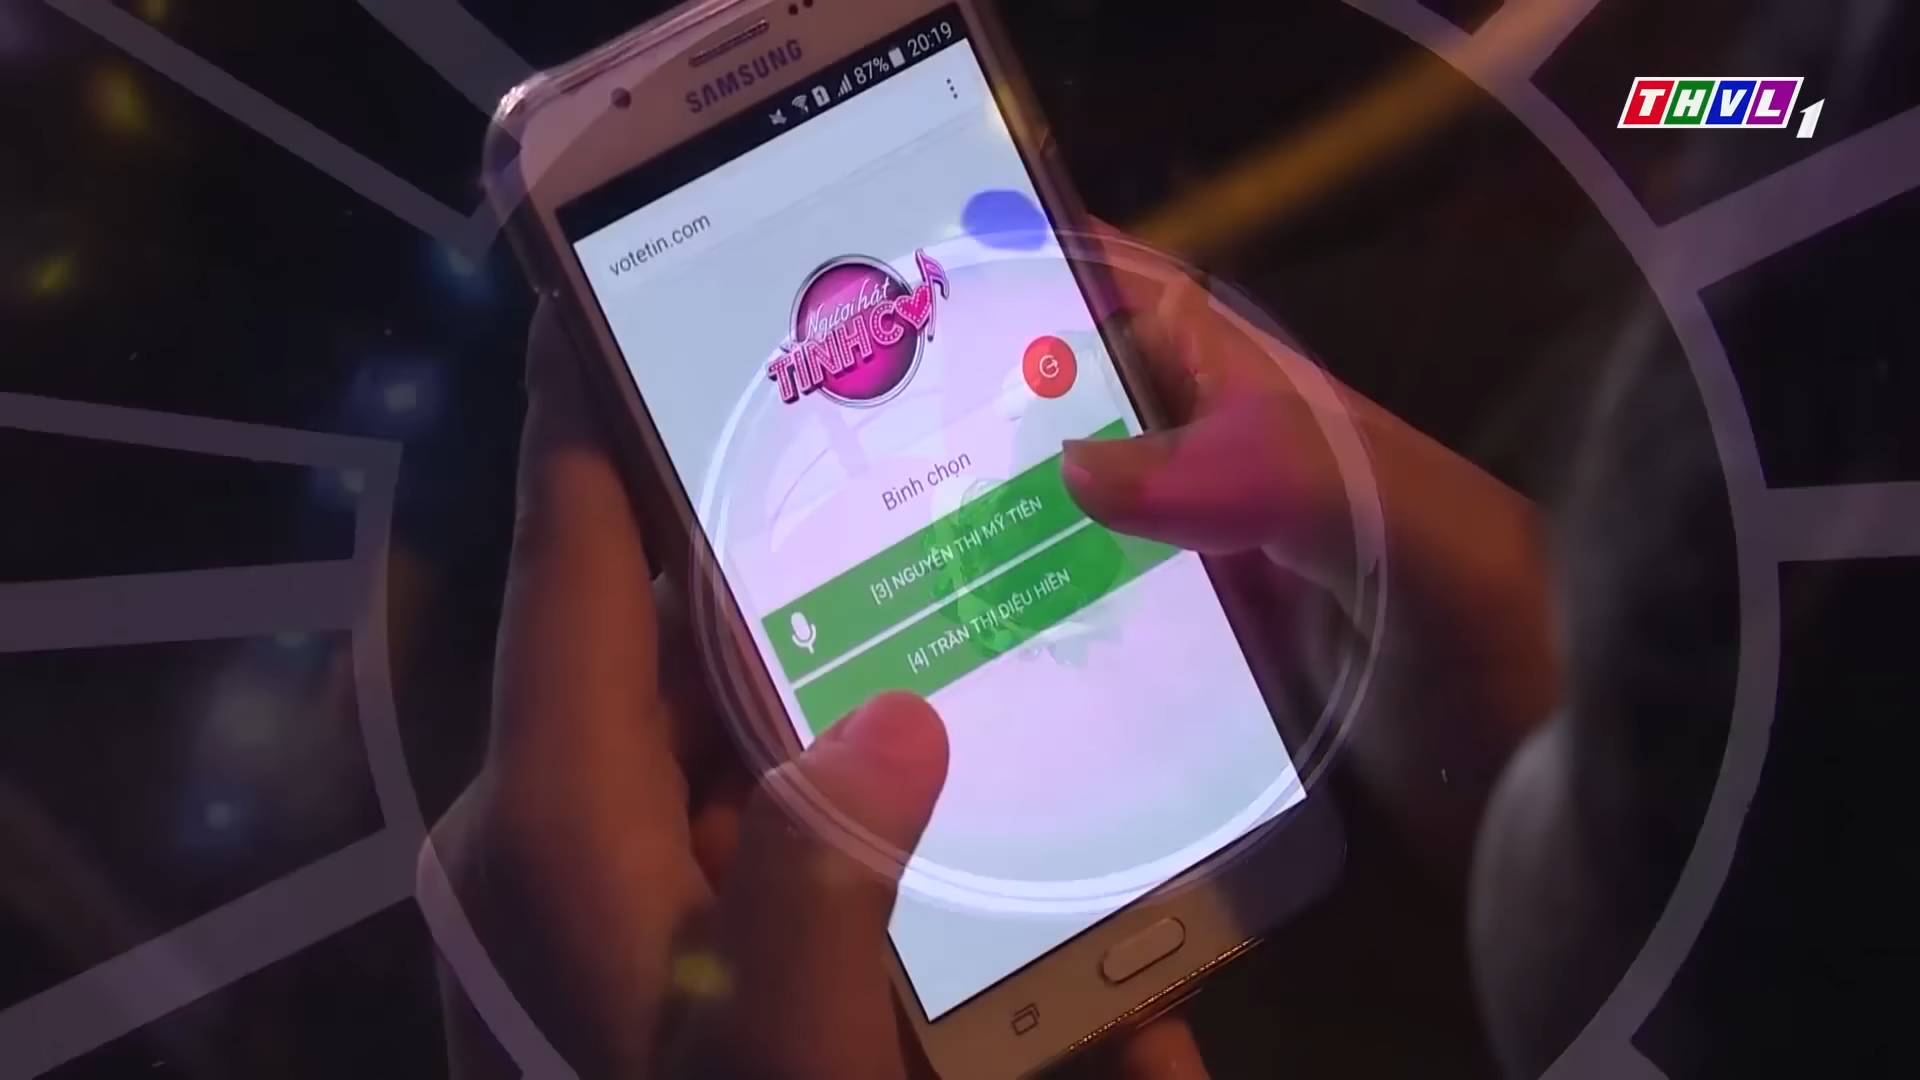 SAMSUNG
87% 20:19
THVL1
votetin.com
Người hát
TÌNH CA
Bình chọn
[3] NGUYỄN THỊ MỸ TIÊN
[4] TRẦN THỊ DIỆU HIỀN